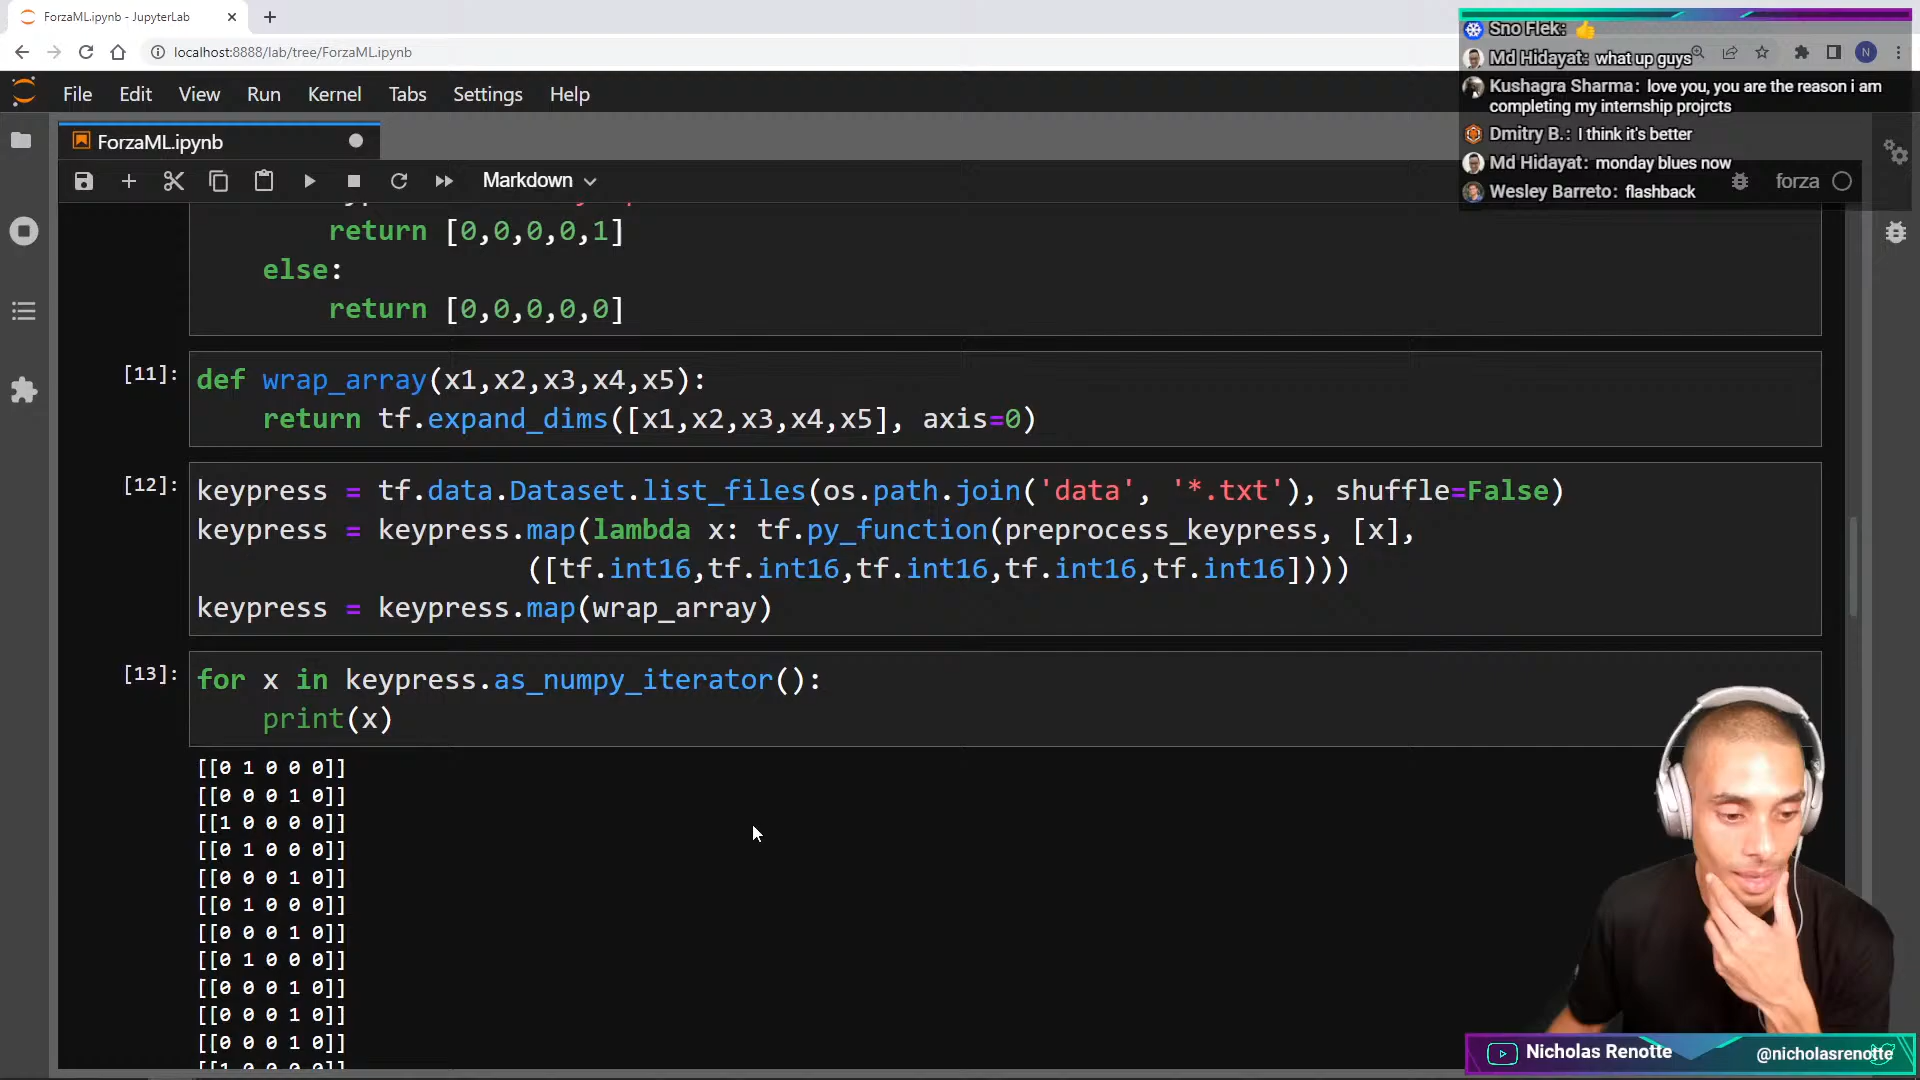 ForzaML.ipynb - JupyterLab
localhost:8888/lab/tree/ForzaML.ipynb
N
Sno Flek: 👍
Md Hidayat: what up guys
Kushagra Sharma: love you, you are the reason i am
completing my internship projrcts
Dmitry B.: I think it's better
Md Hidayat: monday blues now
Wesley Barreto: flashback
File Edit View Run Kernel Tabs Settings Help
ForzaML.ipynb
Markdown
forza
return [0,0,0,0,1]
else:
return [0,0,0,0,0]
[11]: def wrap_array(x1,x2,x3,x4,x5):
return tf.expand_dims([x1,x2,x3,x4,x5], axis=0)
[12]: keypress = tf.data.Dataset.list_files(os.path.join('data', '*.txt'), shuffle=False)
keypress = keypress.map(lambda x: tf.py_function(preprocess_keypress, [x],
([tf.int16,tf.int16,tf.int16,tf.int16,tf.int16])))
keypress = keypress.map(wrap_array)
[13]: for x in keypress.as_numpy_iterator():
print(x)
[[0 1 0 0 0]]
[[0 0 0 1 0]]
[[1 0 0 0 0]]
[[0 1 0 0 0]]
[[0 0 0 1 0]]
[[0 1 0 0 0]]
[[0 0 0 1 0]]
[[0 1 0 0 0]]
[[0 0 0 1 0]]
[[0 0 0 1 0]]
[[0 0 0 1 0]]
Nicholas Renotte
@nicholasrenotte